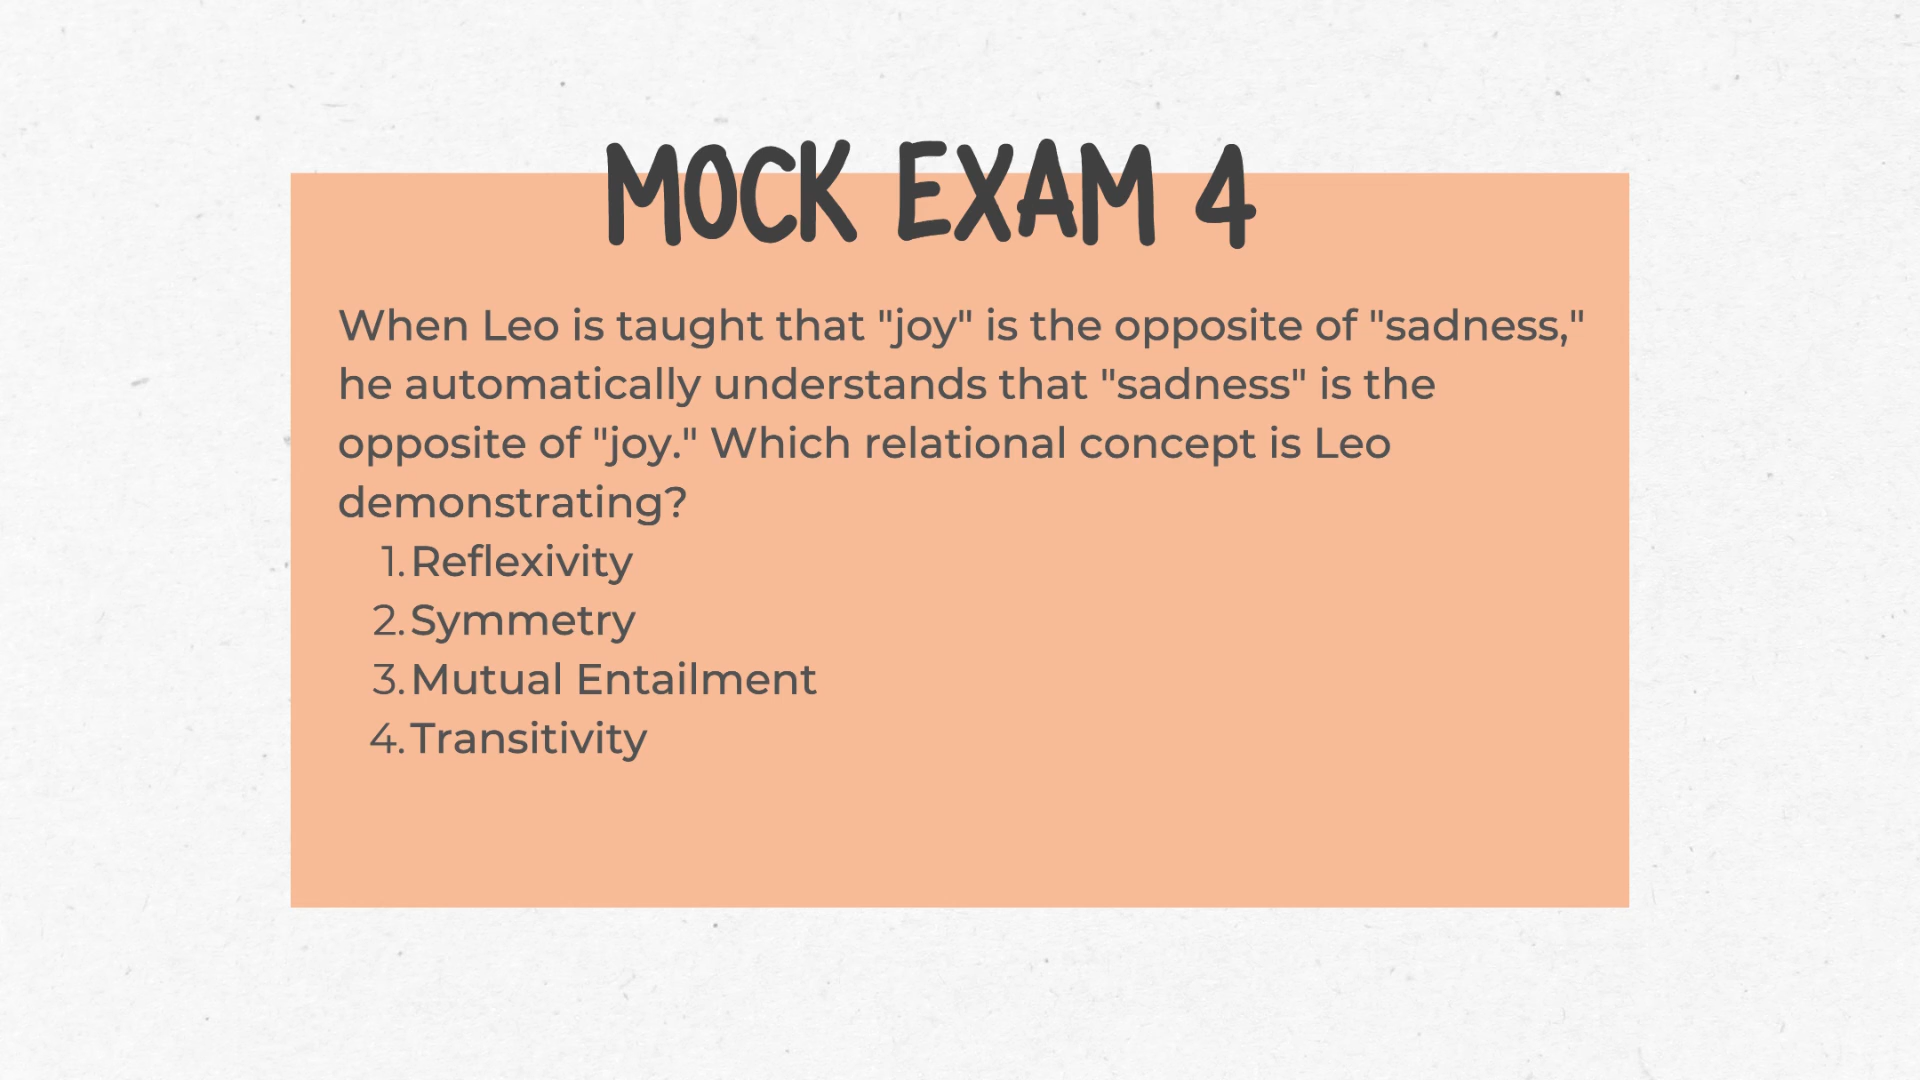 MOCK EXAM 4
When Leo is taught that "joy" is the opposite of "sadness,"
he automatically understands that "sadness" is the
opposite of "joy." Which relational concept is Leo
demonstrating?
1. Reflexivity
2. Symmetry
3. Mutual Entailment
4. Transitivity